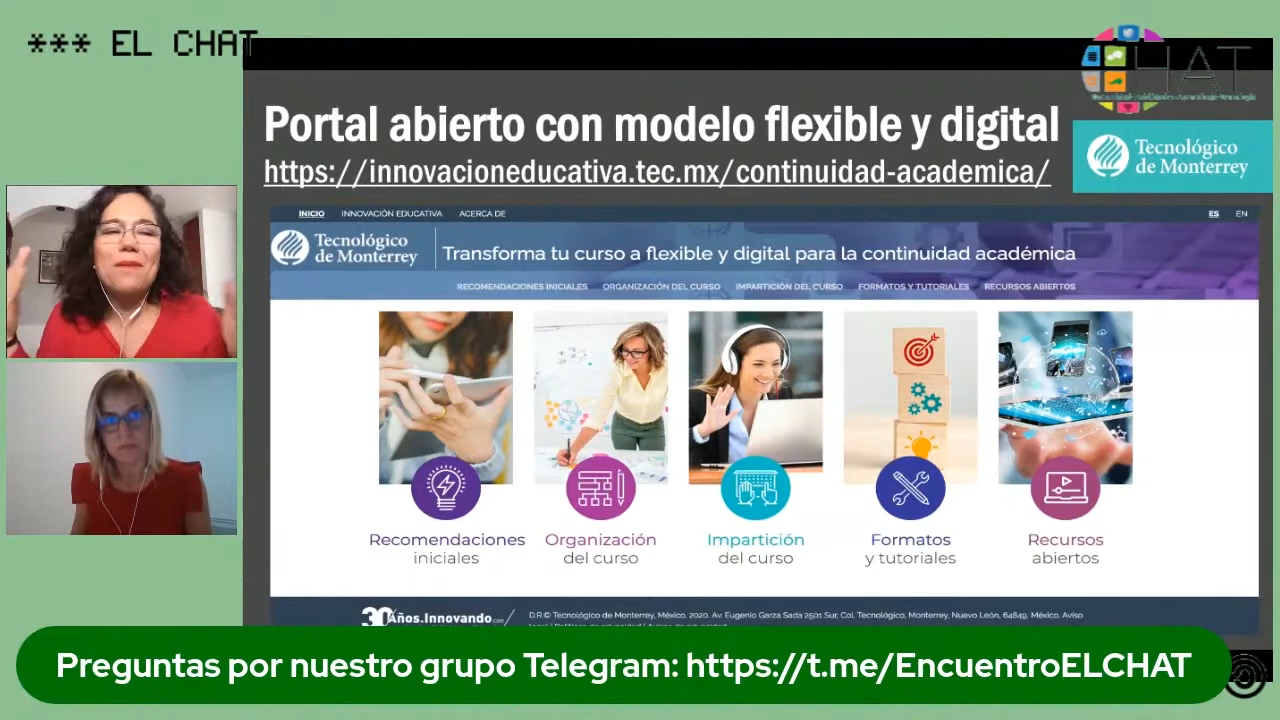 *** EL CHAT
HAT
Portal abierto con modelo flexible y digital
https://innovacioneducativa.tec.mx/continuidad-academica/
Tecnológico
de Monterrey
INICIO INNOVACIÓN EDUCATIVA ACERCA DE ES EN
Tecnológico
de Monterrey
Transforma tu curso a flexible y digital para la continuidad académica
RECOMENDACIONES INICIALES ORGANIZACIÓN DEL CURSO IMPARTICIÓN DEL CURSO FORMATOS Y TUTORIALES RECURSOS ABIERTOS
Recomendaciones
iniciales
Organización
del curso
Impartición
del curso
Formatos
y tutoriales
Recursos
abiertos
30 Años.Innovando
D.R.© Tecnológico de Monterrey, México, 2020. Av. Eugenio Garza Sada 2501 Sur, Col. Tecnológico, Monterrey, Nuevo León, 64849, México. Aviso
Preguntas por nuestro grupo Telegram: https://t.me/EncuentroELCHAT